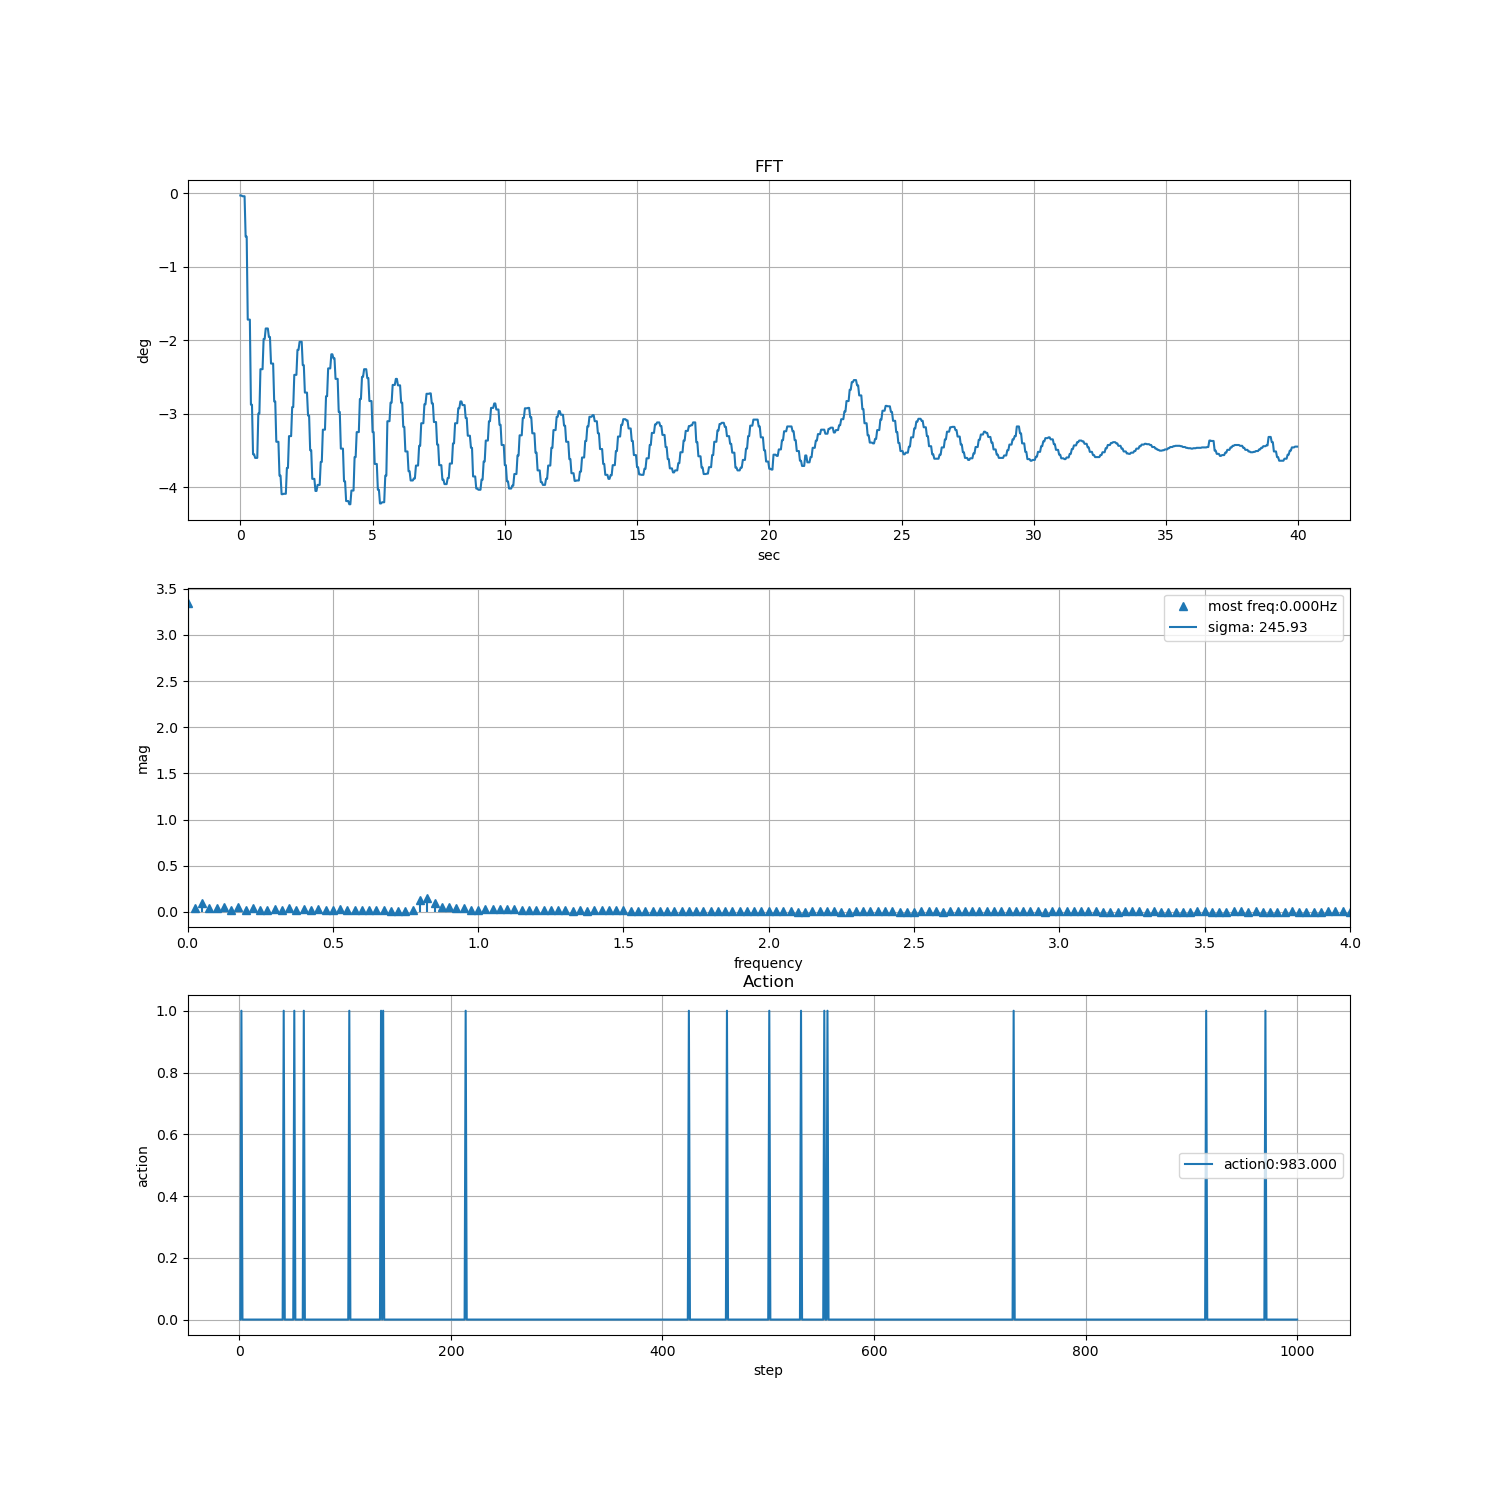 FFT
0
−1
−2
−3
−4
deg
0 5 10 15 20 25 30 35 40
sec
3.5
3.0
2.5
2.0
1.5
1.0
0.5
0.0
mag
most freq:0.000Hz
sigma: 245.93
0.0 0.5 1.0 1.5 2.0 2.5 3.0 3.5 4.0
frequency
Action
1.0
0.8
0.6
0.4
0.2
0.0
action
action0:983.000
0 200 400 600 800 1000
step